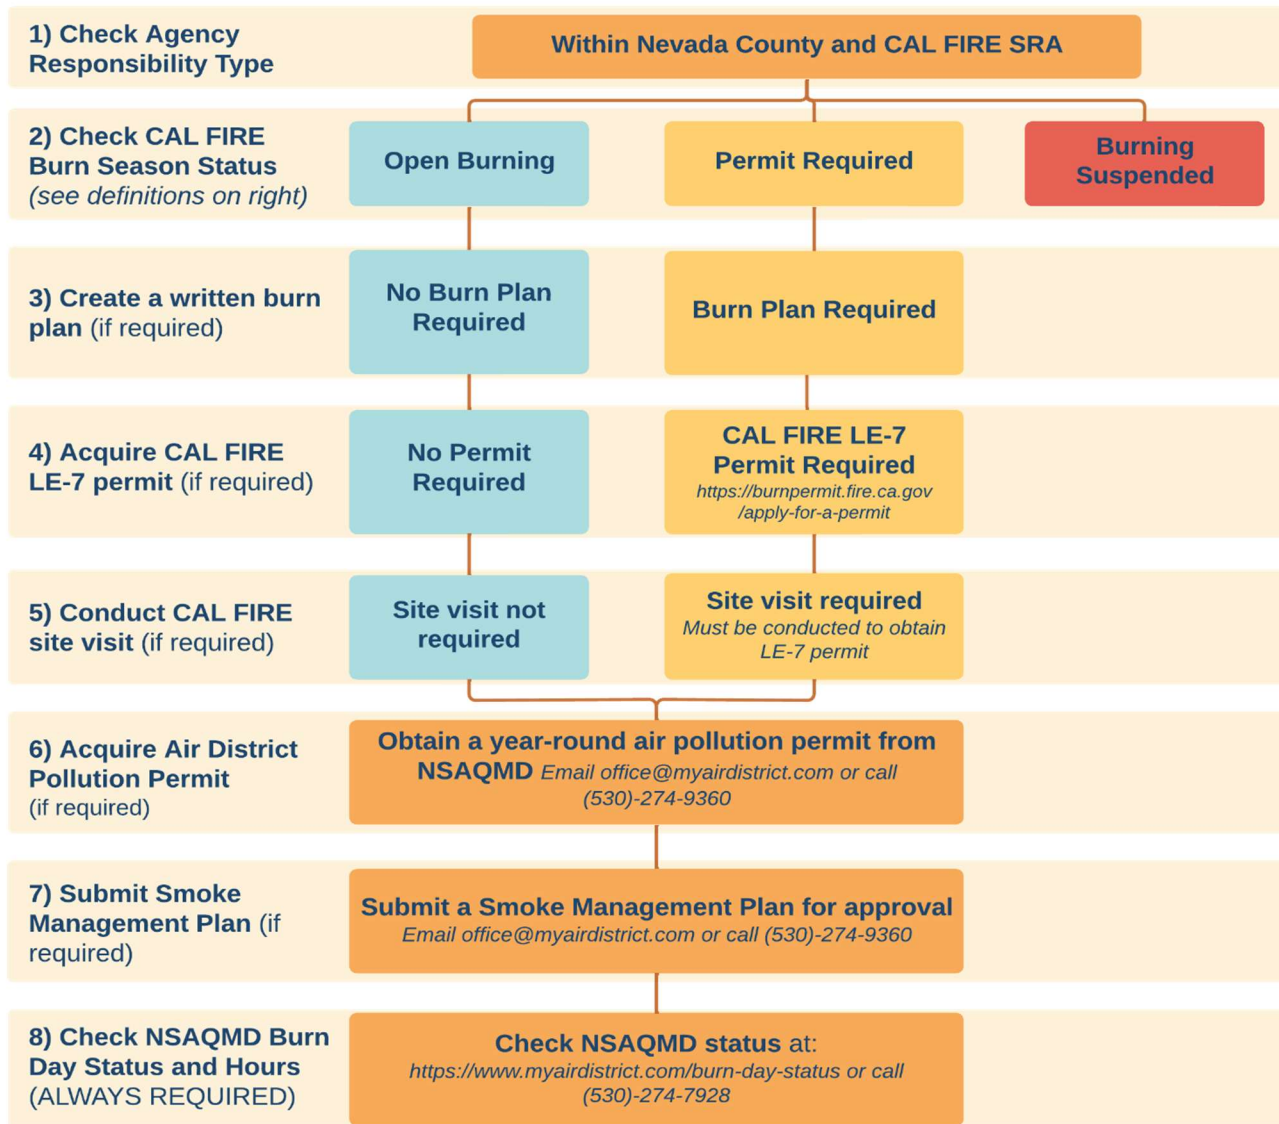 1) Check Agency
Responsibility Type
Within Nevada County and CAL FIRE SRA
2) Check CAL FIRE
Burn Season Status
(see definitions on right)
Open Burning
Permit Required
Burning
Suspended
3) Create a written burn
plan (if required)
No Burn Plan
Required
Burn Plan Required
4) Acquire CAL FIRE
LE-7 permit (if required)
No Permit
Required
CAL FIRE LE-7
Permit Required
https://burnpermit.fire.ca.gov
/apply-for-a-permit
5) Conduct CAL FIRE
site visit (if required)
Site visit not
required
Site visit required
Must be conducted to obtain
LE-7 permit
6) Acquire Air District
Pollution Permit
(if required)
Obtain a year-round air pollution permit from
NSAQMD Email office@myairdistrict.com or call
(530)-274-9360
7) Submit Smoke
Management Plan (if
required)
Submit a Smoke Management Plan for approval
Email office@myairdistrict.com or call (530)-274-9360
8) Check NSAQMD Burn
Day Status and Hours
(ALWAYS REQUIRED)
Check NSAQMD status at:
https://www.myairdistrict.com/burn-day-status or call
(530)-274-7928